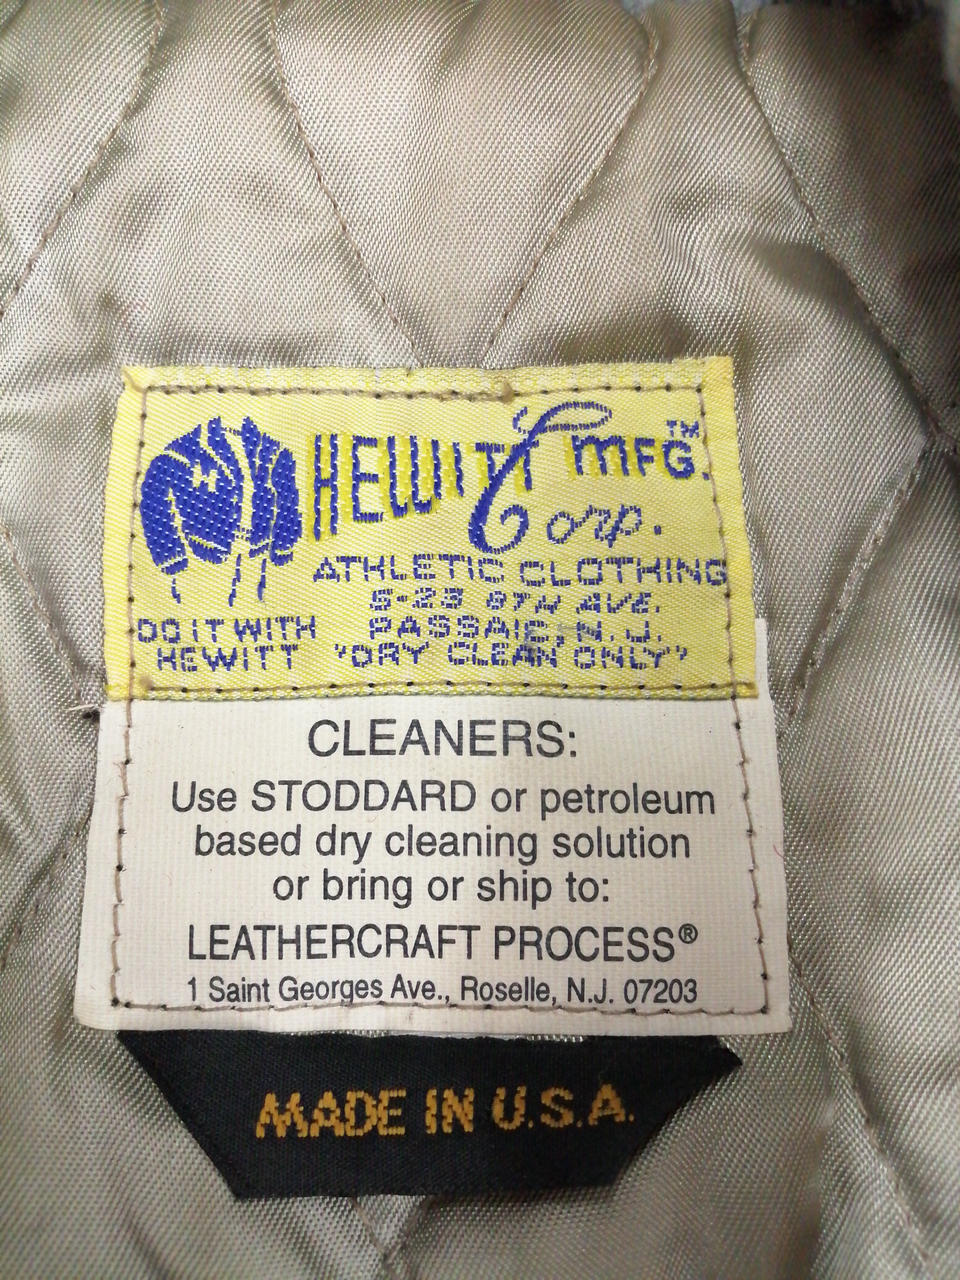 HEWITT MFG.™
Corp.
ATHLETIC CLOTHING
5-23 8TH AVE.
PASSAIC, N.J.
DO IT WITH
HEWITT
"DRY CLEAN ONLY"
CLEANERS:
Use STODDARD or petroleum
based dry cleaning solution
or bring or ship to:
LEATHERCRAFT PROCESS®
1 Saint Georges Ave., Roselle, N.J. 07203
MADE IN U.S.A.